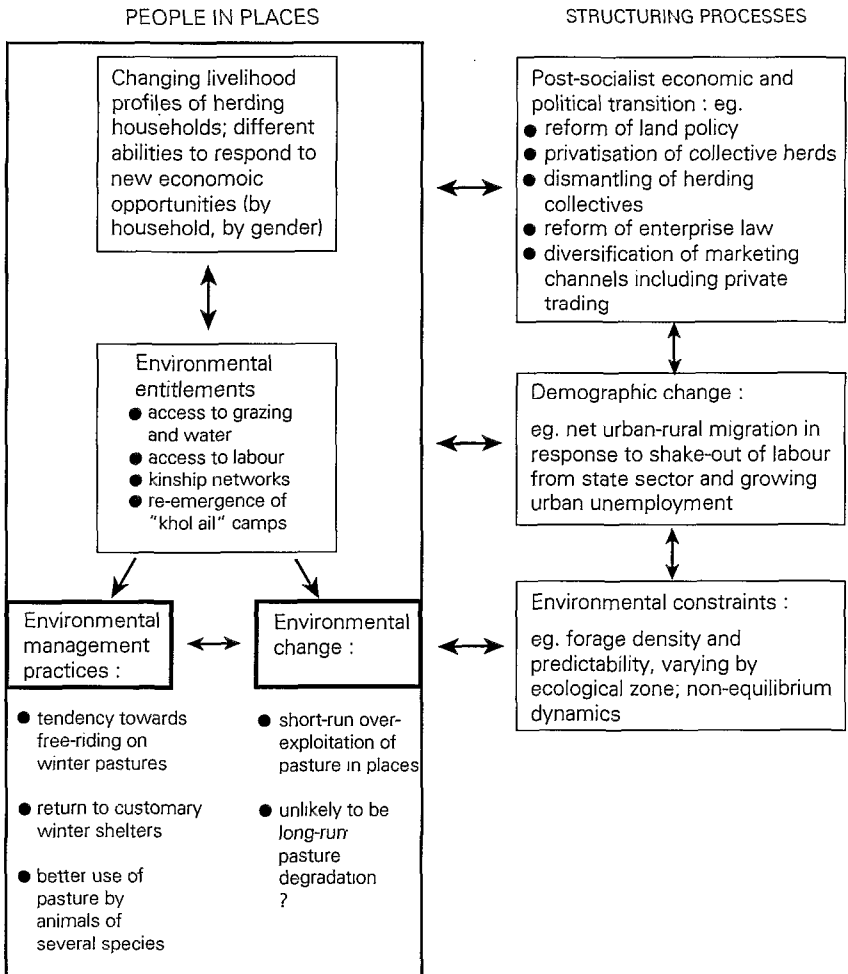 PEOPLE IN PLACES
Changing livelihood
profiles of herding
households; different
abilities to respond to
new economoic
opportunities (by
household, by gender)
Environmental
entitlements
● access to grazing
and water
● access to labour
● kinship networks
● re-emergence of
"khol ail" camps
Environmental
management
practices :
● tendency towards
free-riding on
winter pastures
● return to customary
winter shelters
● better use of
pasture by
animals of
several species
Environmental
change :
● short-run over-
exploitation of
pasture in places
● unlikely to be
long-run
pasture
degradation
?
STRUCTURING PROCESSES
Post-socialist economic and
political transition : eg.
● reform of land policy
● privatisation of collective herds
● dismantling of herding
collectives
● reform of enterprise law
● diversification of marketing
channels including private
trading
Demographic change :
eg. net urban-rural migration in
response to shake-out of labour
from state sector and growing
urban unemployment
Environmental constraints :
eg. forage density and
predictability, varying by
ecological zone; non-equilibrium
dynamics